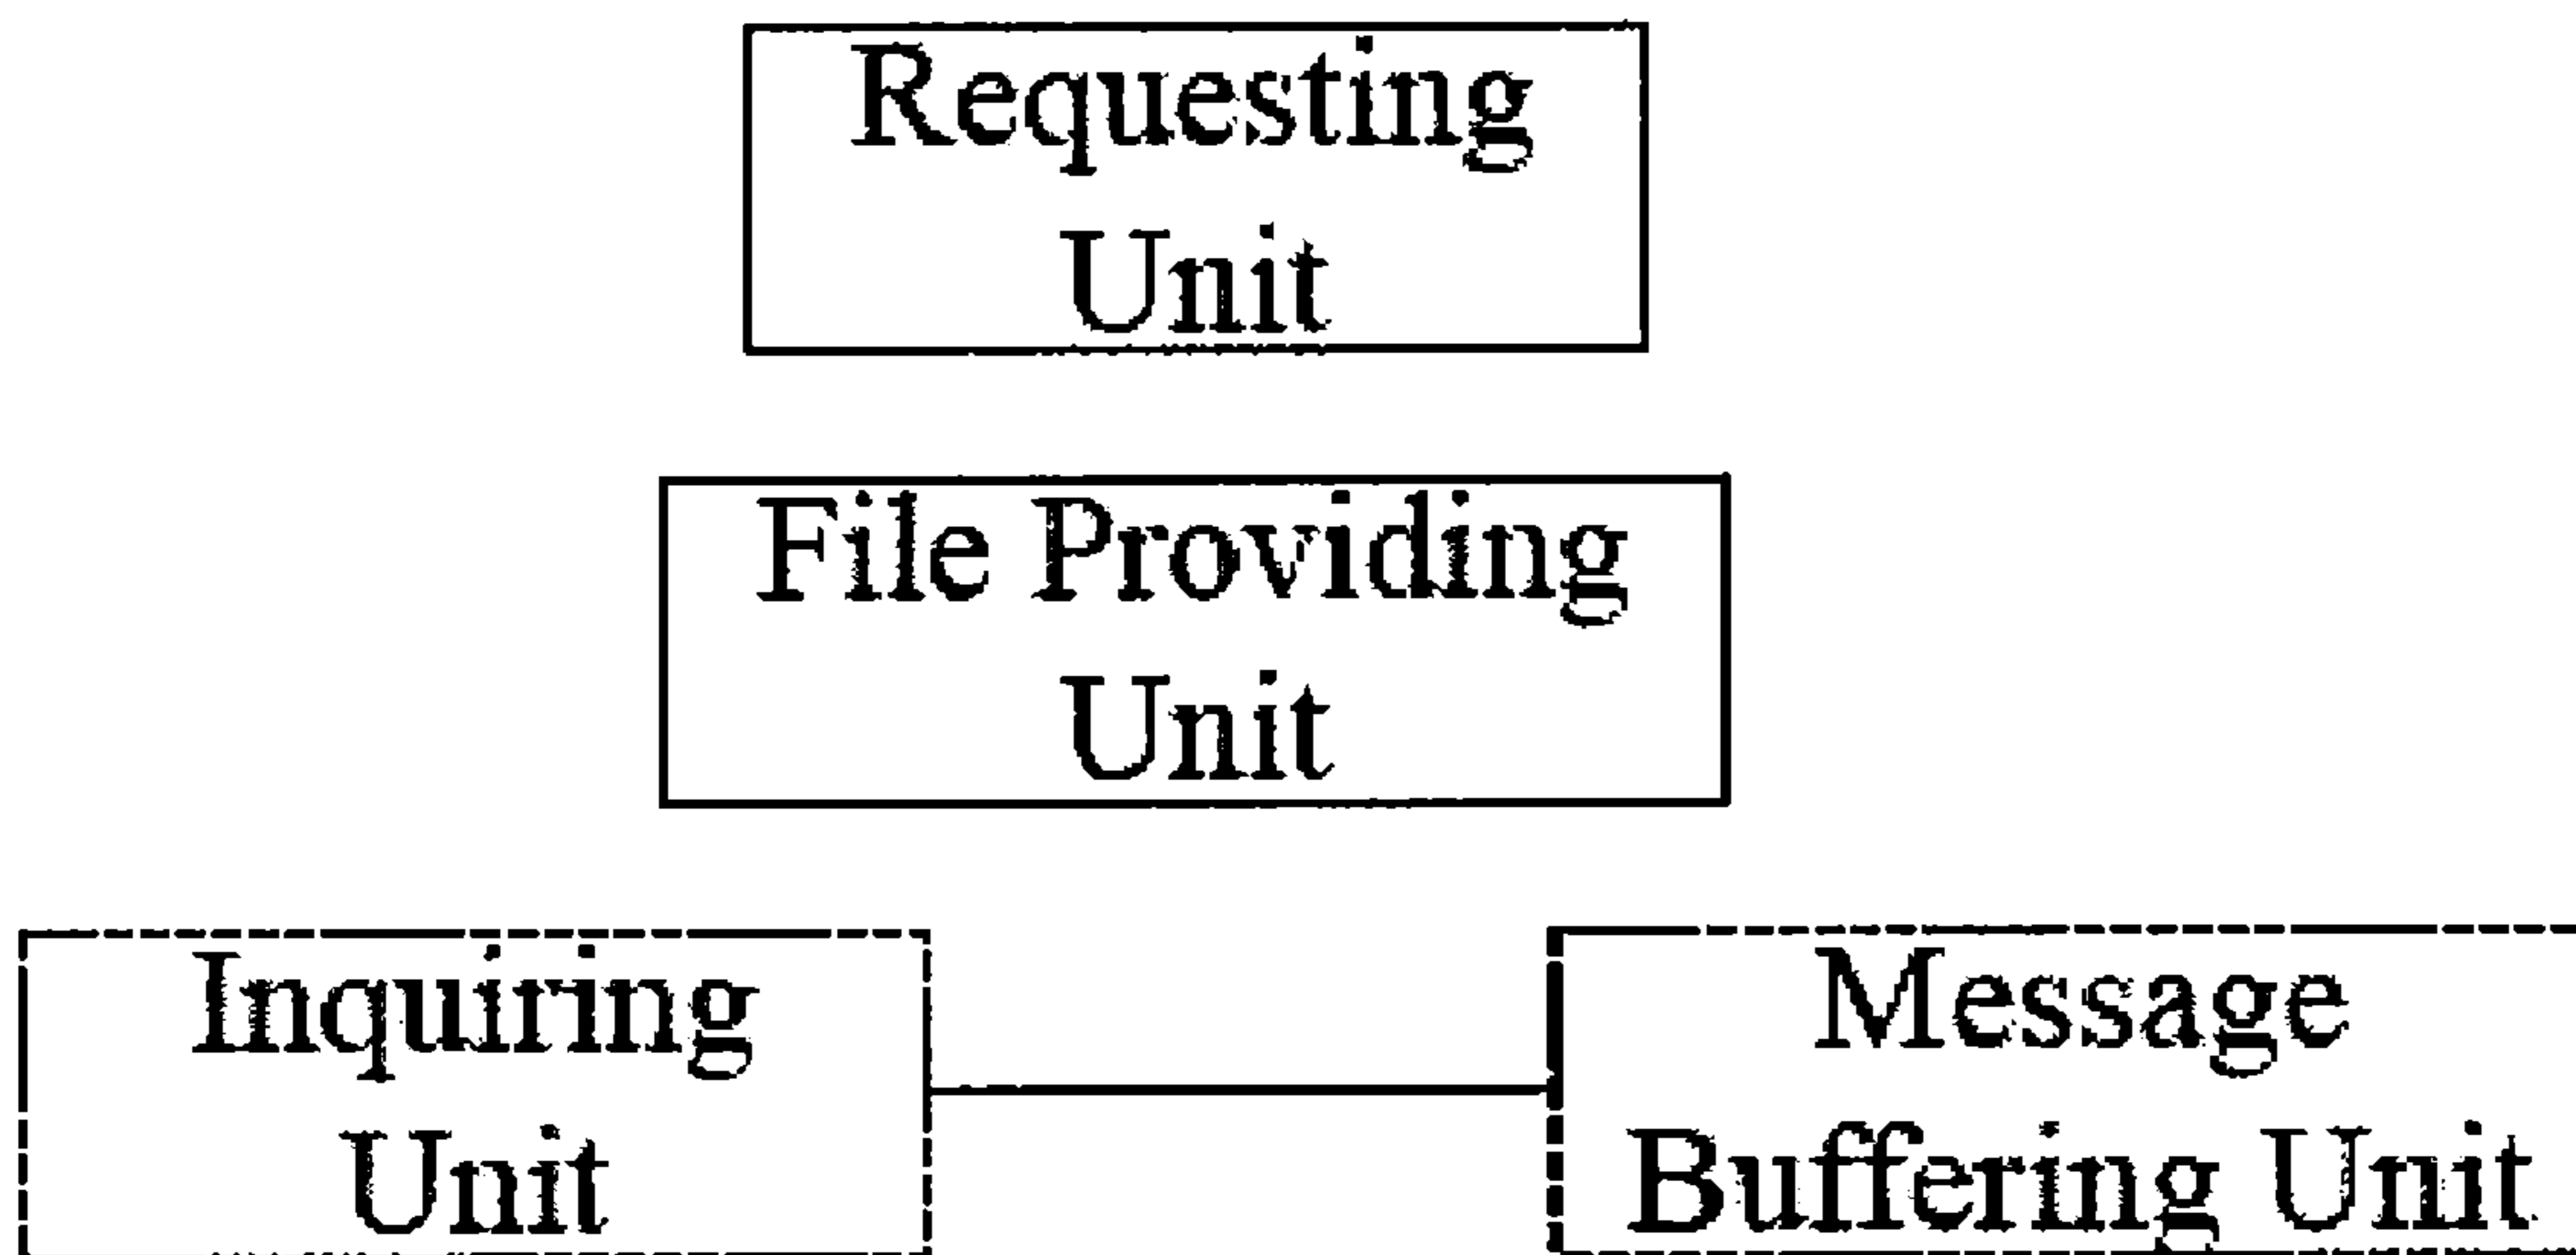 Requesting
Unit
File Providing
Unit
Inquiring
Unit
Message
Buffering Unit